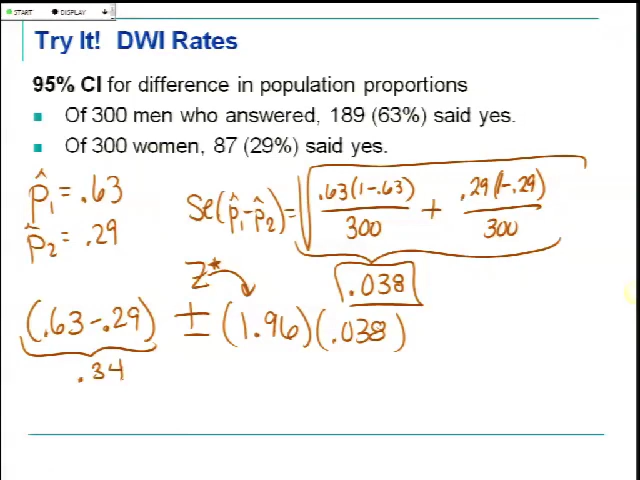 START DISPLAY
Try It! DWI Rates
95% CI for difference in population proportions
Of 300 men who answered, 189 (63%) said yes.
Of 300 women, 87 (29%) said yes.
p̂₁ = .63
p̂₂ = .29
se(p̂₁-p̂₂) = √ .63(1-.63)/300 + .29(1-.29)/300
.038
z*
(.63-.29) ± (1.96)(.038)
.34